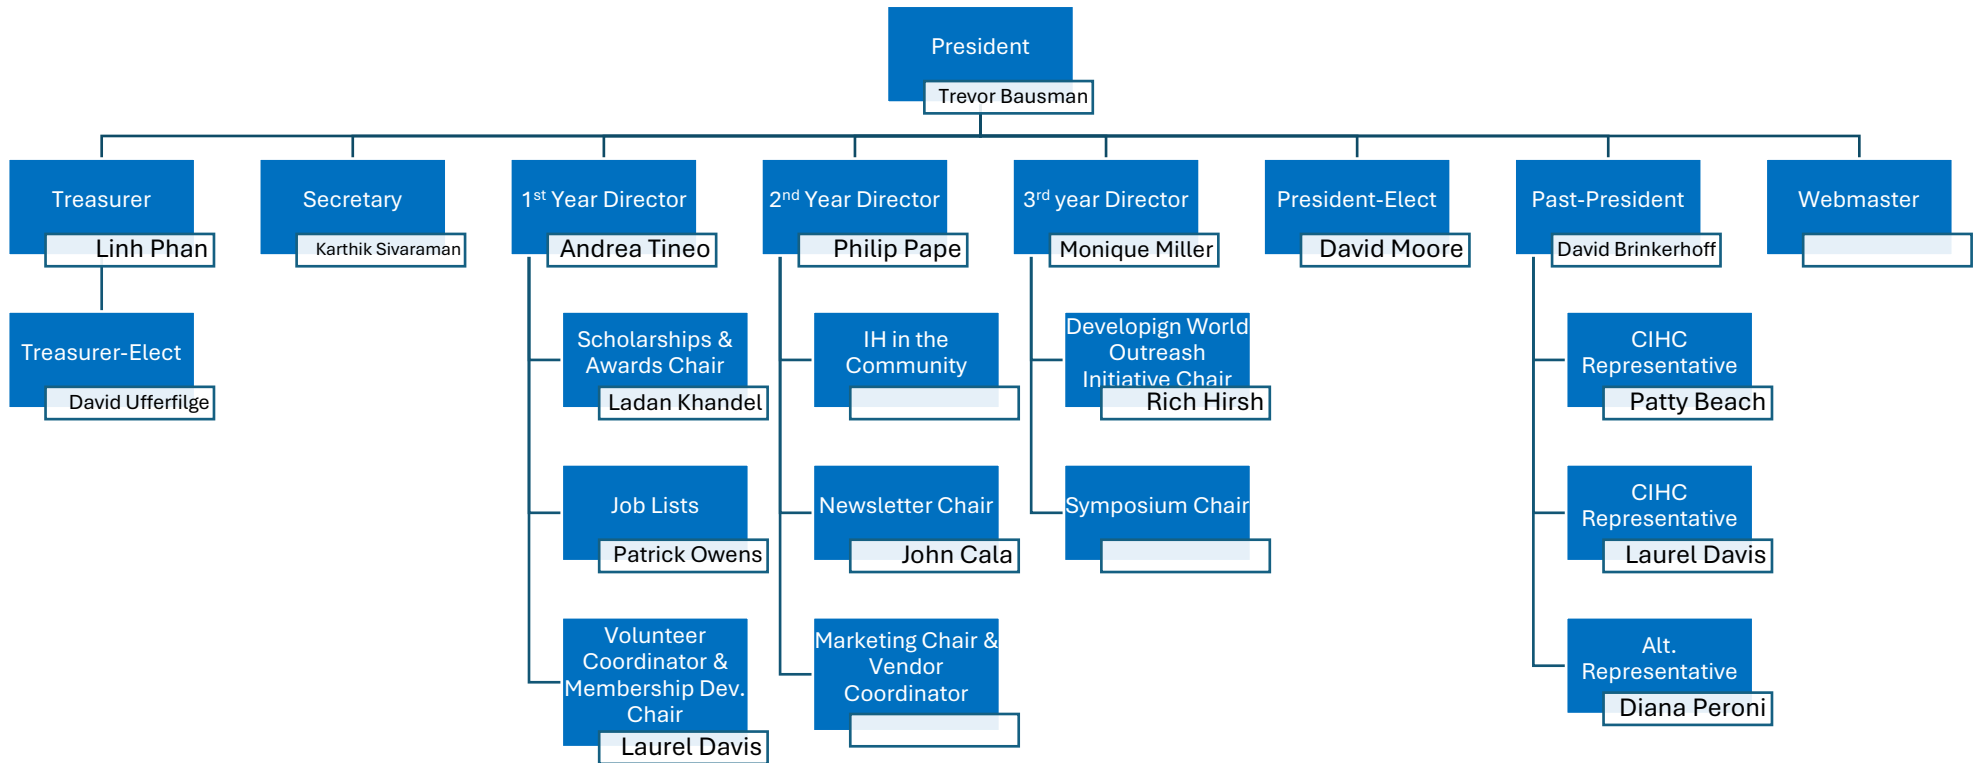 President
Trevor Bausman
Treasurer
Linh Phan
Secretary
Karthik Sivaraman
1st Year Director
Andrea Tineo
2nd Year Director
Philip Pape
3rd year Director
Monique Miller
President-Elect
David Moore
Past-President
David Brinkerhoff
Webmaster
Treasurer-Elect
David Ufferfilge
Scholarships &
Awards Chair
Ladan Khandel
IH in the
Community
Developign World
Outreash
Initiative Chair
Rich Hirsh
CIHC
Representative
Patty Beach
Job Lists
Patrick Owens
Newsletter Chair
John Cala
Symposium Chair
CIHC
Representative
Laurel Davis
Volunteer
Coordinator &
Membership Dev.
Chair
Laurel Davis
Marketing Chair &
Vendor
Coordinator
Alt.
Representative
Diana Peroni